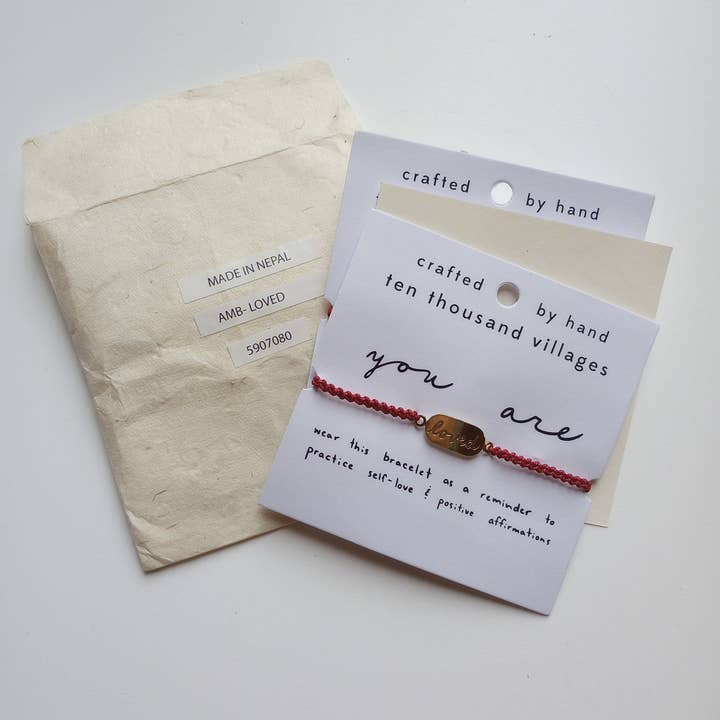 MADE IN NEPAL
AMB- LOVED
5907080
crafted by hand
crafted by hand
ten thousand villages
you are
loved
wear this bracelet as a reminder to
practice self-love & positive affirmations